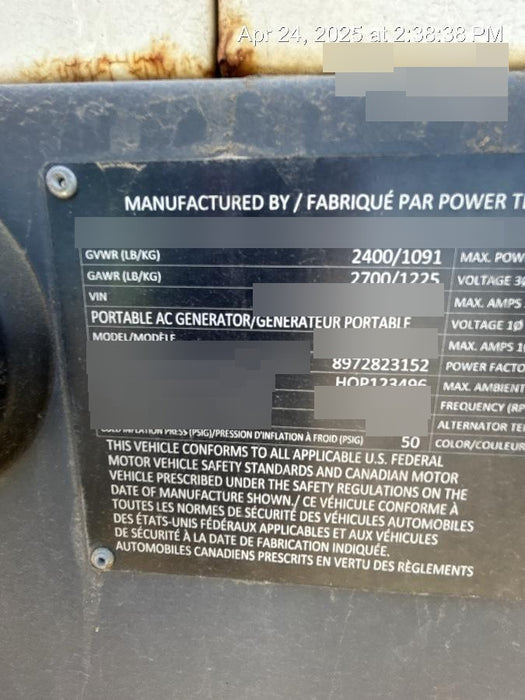 Apr 24, 2025 at 2:38:38 PM
MANUFACTURED BY / FABRIQUÉ PAR POWER
GVWR (LB/KG) 2400/1091 MAX. POW
GAWR (LB/KG) 2700/1225 VOLTAGE 3Ø
VIN MAX. AMPS
PORTABLE AC GENERATOR/GÉNÉRATEUR PORTABLE VOLTAGE 1Ø
MODEL/MODÈLE MAX. AMPS 1
8972823152 POWER FACTO
HOP123496 MAX. AMBIENT
FREQUENCY (R
ALTERNATOR TE
COLD INFLATION PRESS (PSIG)/PRESSION D'INFLATION À FROID (PSIG) 50 COLOR/COULEUR
THIS VEHICLE CONFORMS TO ALL APPLICABLE U.S. FEDERAL
MOTOR VEHICLE SAFETY STANDARDS AND CANADIAN MOTOR
VEHICLE PRESCRIBED UNDER THE SAFETY REGULATIONS ON THE
DATE OF MANUFACTURE SHOWN./ CE VÉHICULE CONFORME À
TOUTES LES NORMES DE SÉCURITÉ DES VÉHICULES AUTOMOBILES
DES ÉTATS-UNIS FÉDÉRAUX APPLICABLES ET AUX VÉHICULES
DE SÉCURITÉ À LA DATE DE FABRICATION INDIQUÉE.
AUTOMOBILES CANADIENS PRESCRITS EN VERTU DES RÈGLEMENTS